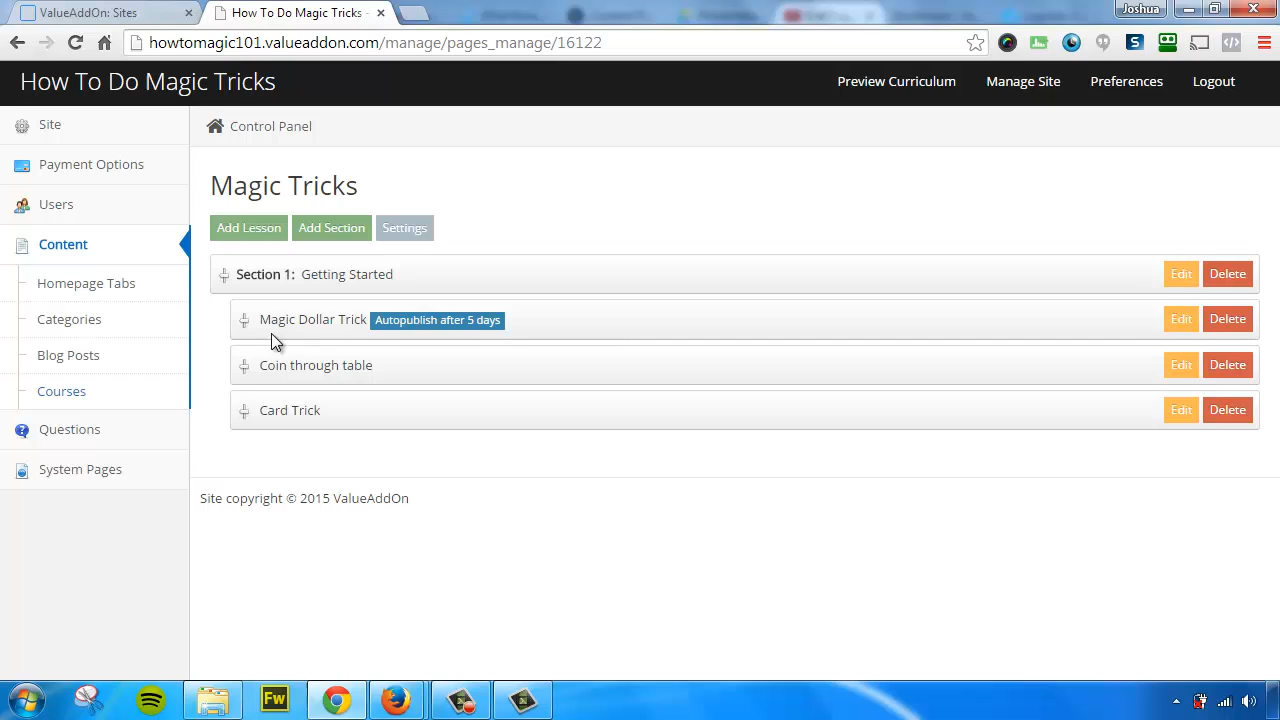 ValueAddOn: Sites
How To Do Magic Tricks -
Joshua
howtomagic101.valueaddon.com/manage/pages_manage/16122
How To Do Magic Tricks
Preview Curriculum
Manage Site
Preferences
Logout
Site
Payment Options
Users
Content
Homepage Tabs
Categories
Blog Posts
Courses
Questions
System Pages
Control Panel
Magic Tricks
Add Lesson
Add Section
Settings
Section 1: Getting Started
Edit
Delete
Magic Dollar Trick
Autopublish after 5 days
Edit
Delete
Coin through table
Edit
Delete
Card Trick
Edit
Delete
Site copyright © 2015 ValueAddOn
Fw